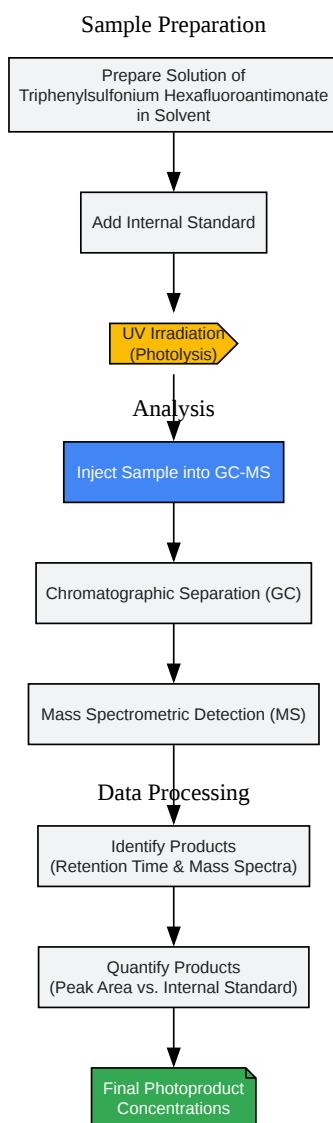 Sample Preparation
Prepare Solution of
Triphenylsulfonium Hexafluoroantimonate
in Solvent
Add Internal Standard
UV Irradiation
(Photolysis)
Analysis
Inject Sample into GC-MS
Chromatographic Separation (GC)
Mass Spectrometric Detection (MS)
Data Processing
Identify Products
(Retention Time & Mass Spectra)
Quantify Products
(Peak Area vs. Internal Standard)
Final Photoproduct
Concentrations